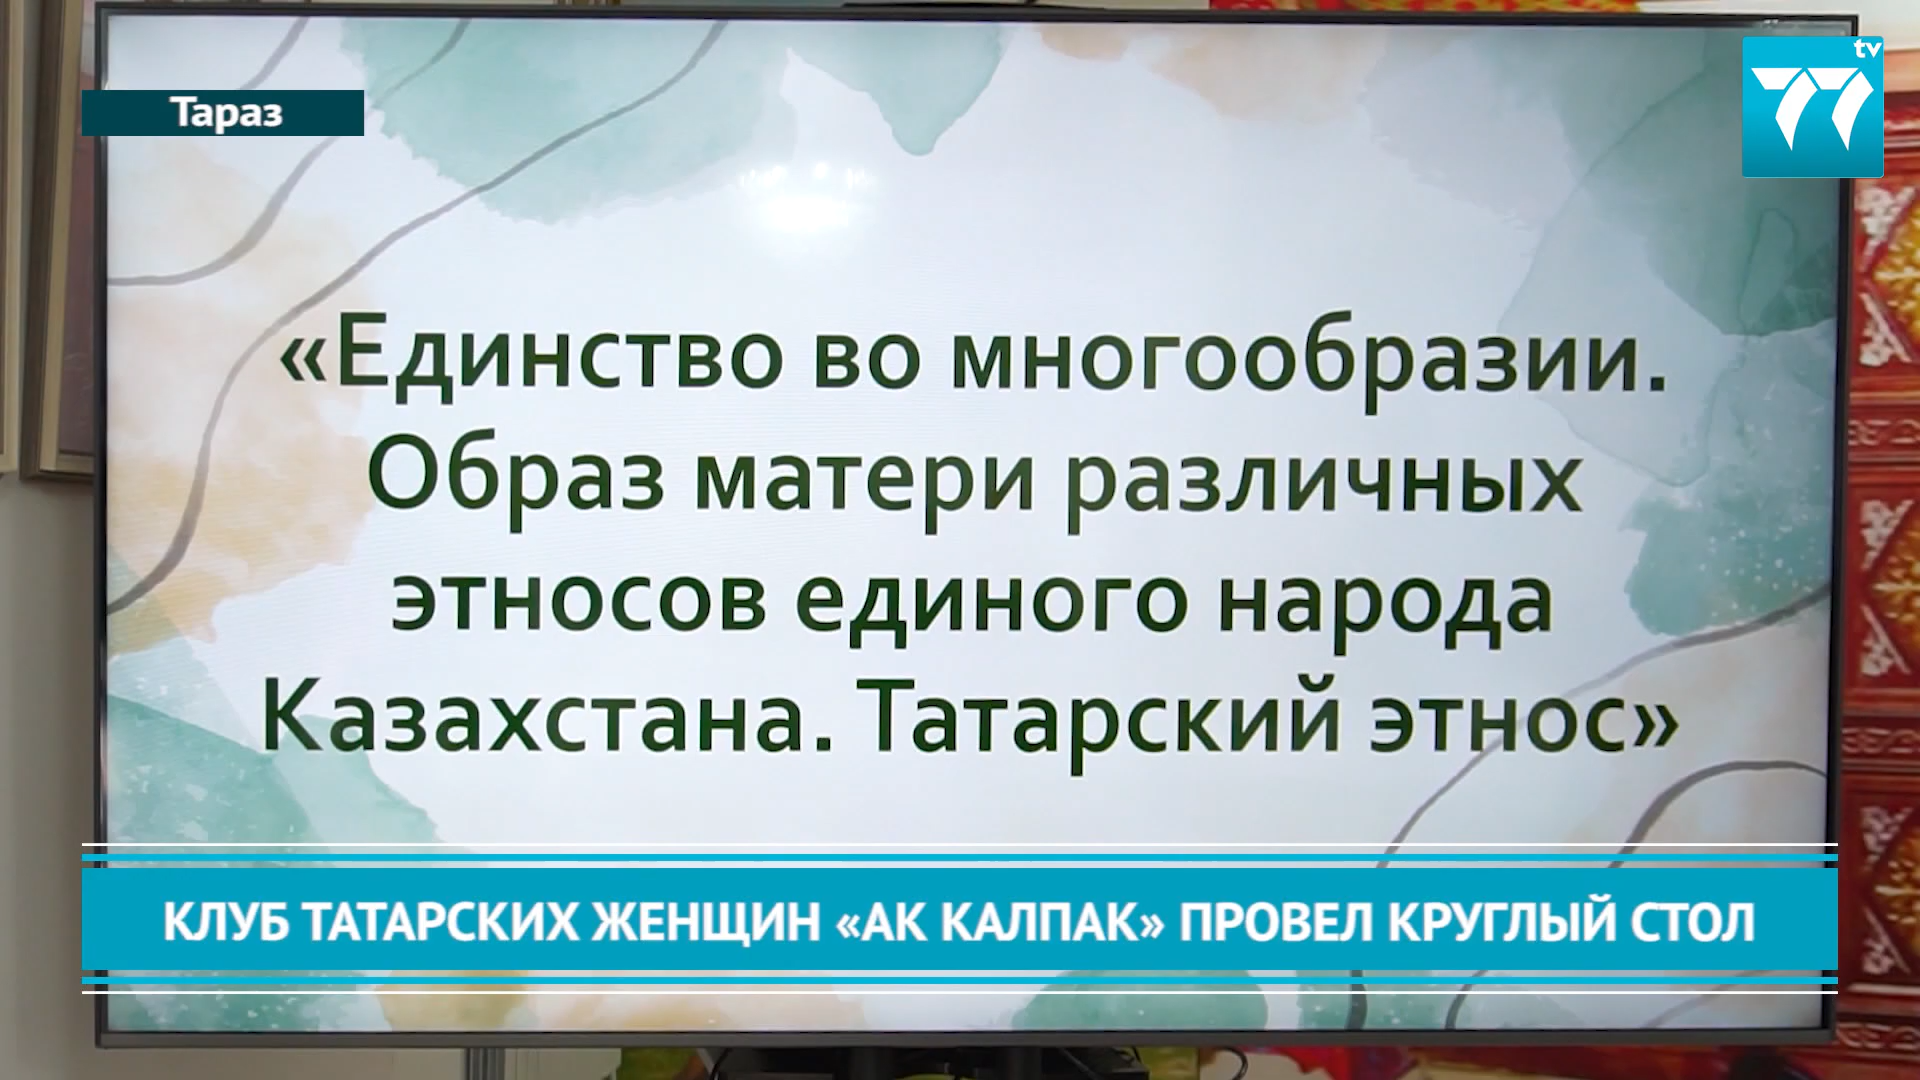 tv
77
Тараз
«Единство во многообразии.
Образ матери различных
этносов единого народа
Казахстана. Татарский этнос»
КЛУБ ТАТАРСКИХ ЖЕНЩИН «АК КАЛПАК» ПРОВЕЛ КРУГЛЫЙ СТОЛ